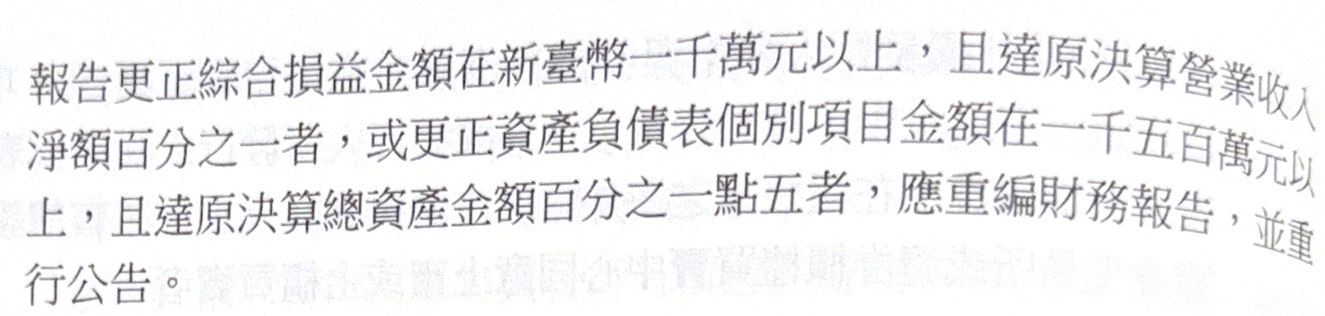 報告更正綜合損益金額在新臺幣一千萬元以上，且達原決算營業收入
淨額百分之一者，或更正資產負債表個別項目金額在一千五百萬元以
上，且達原決算總資產金額百分之一點五者，應重編財務報告，並重
行公告。